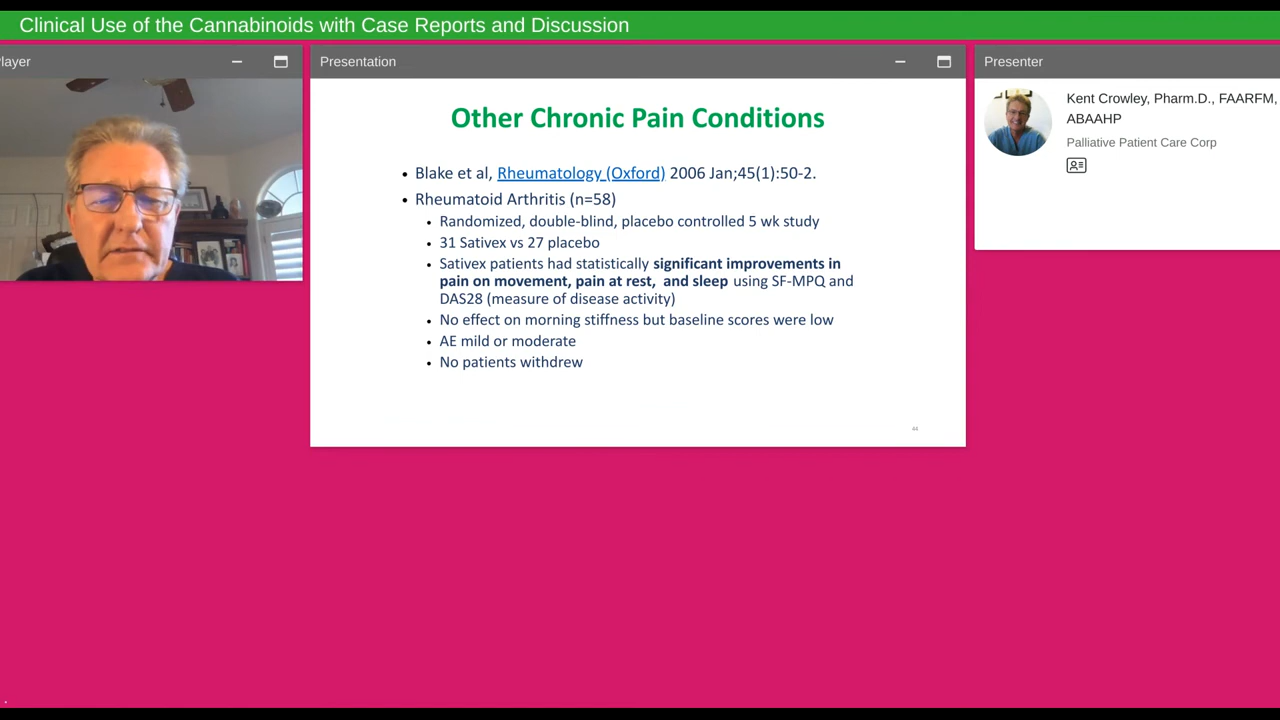 Clinical Use of the Cannabinoids with Case Reports and Discussion
layer
Presentation
Presenter
Other Chronic Pain Conditions
• Blake et al, Rheumatology (Oxford) 2006 Jan;45(1):50-2.
• Rheumatoid Arthritis (n=58)
• Randomized, double-blind, placebo controlled 5 wk study
• 31 Sativex vs 27 placebo
• Sativex patients had statistically significant improvements in
pain on movement, pain at rest, and sleep using SF-MPQ and
DAS28 (measure of disease activity)
• No effect on morning stiffness but baseline scores were low
• AE mild or moderate
• No patients withdrew
44
Kent Crowley, Pharm.D., FAARFM,
ABAAHP
Palliative Patient Care Corp